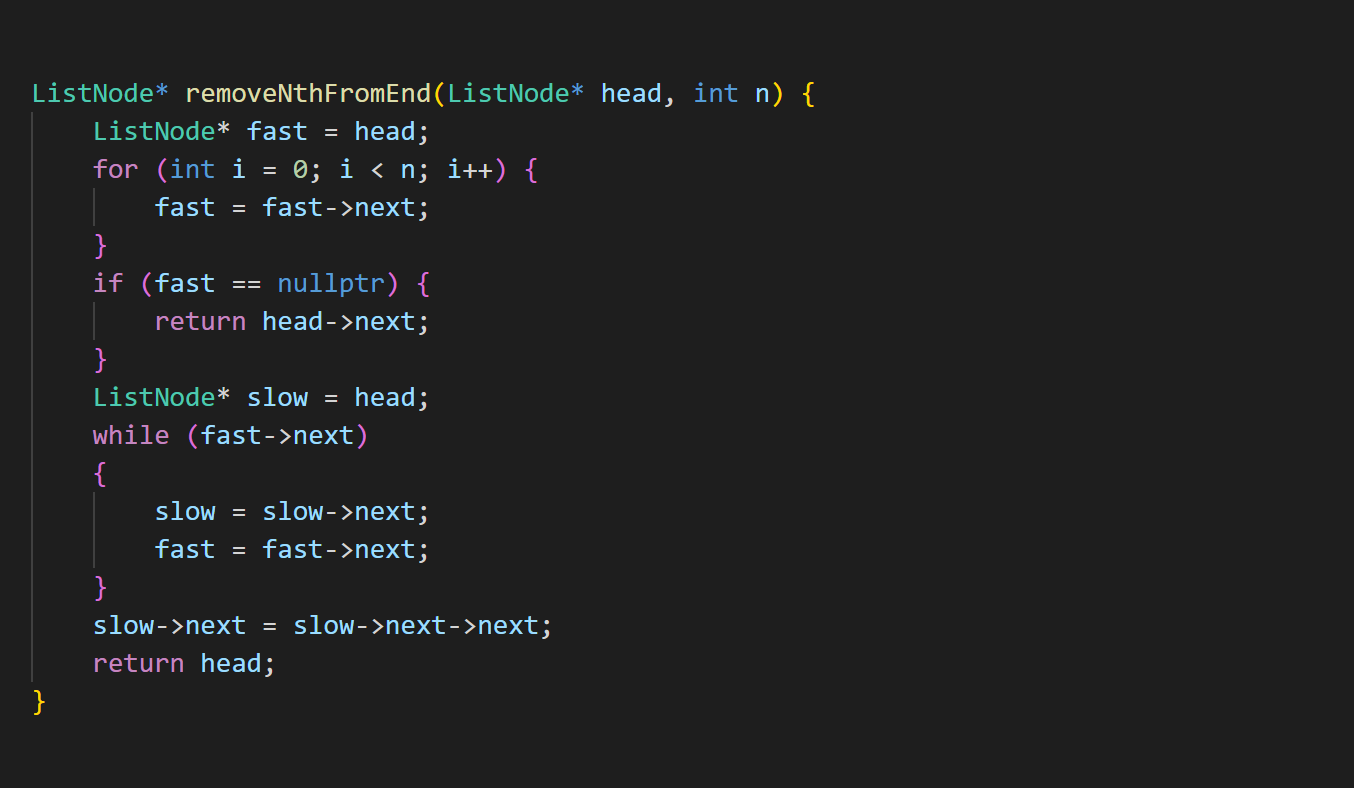 ListNode* removeNthFromEnd(ListNode* head, int n) {
    ListNode* fast = head;
    for (int i = 0; i < n; i++) {
        fast = fast->next;
    }
    if (fast == nullptr) {
        return head->next;
    }
    ListNode* slow = head;
    while (fast->next)
    {
        slow = slow->next;
        fast = fast->next;
    }
    slow->next = slow->next->next;
    return head;
}